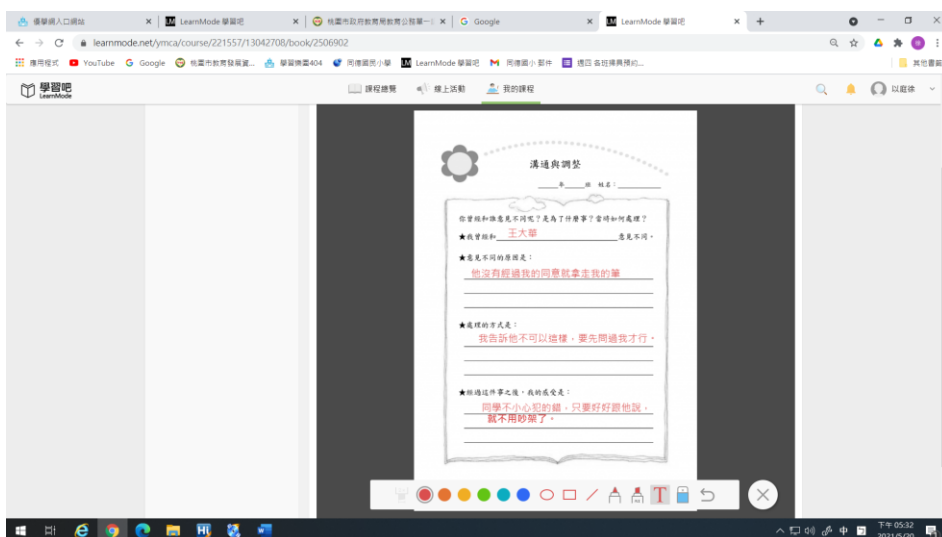 優學網入口網站
LearnMode 學習吧
桃園市政府教育局教育公務單一
Google
LearnMode 學習吧
learnmode.net/ymca/course/221557/13042708/book/2506902
應用程式
YouTube
Google
桃園市教育發展資...
學習樂園404
同德國民小學
LearnMode 學習吧
同德國小 郵件
其他書籤
學習吧
LearnMode
課程總覽
線上活動
我的課程
以庭徐
溝通與調整
年 班 姓名：
你曾經和誰意見不同呢？是為了什麼事？當時如何處理？
★我曾經和 王大華 意見不同。
★意見不同的原因是：
他沒有經過我的同意就拿走我的筆
★處理的方式是：
我告訴他不可以這樣，要先問過我才行。
★經過這件事之後，我的感受是：
同學不小心犯的錯，只要好好跟他說，
就不用吵架了。
T
中
下午 05:32
2021/5/20